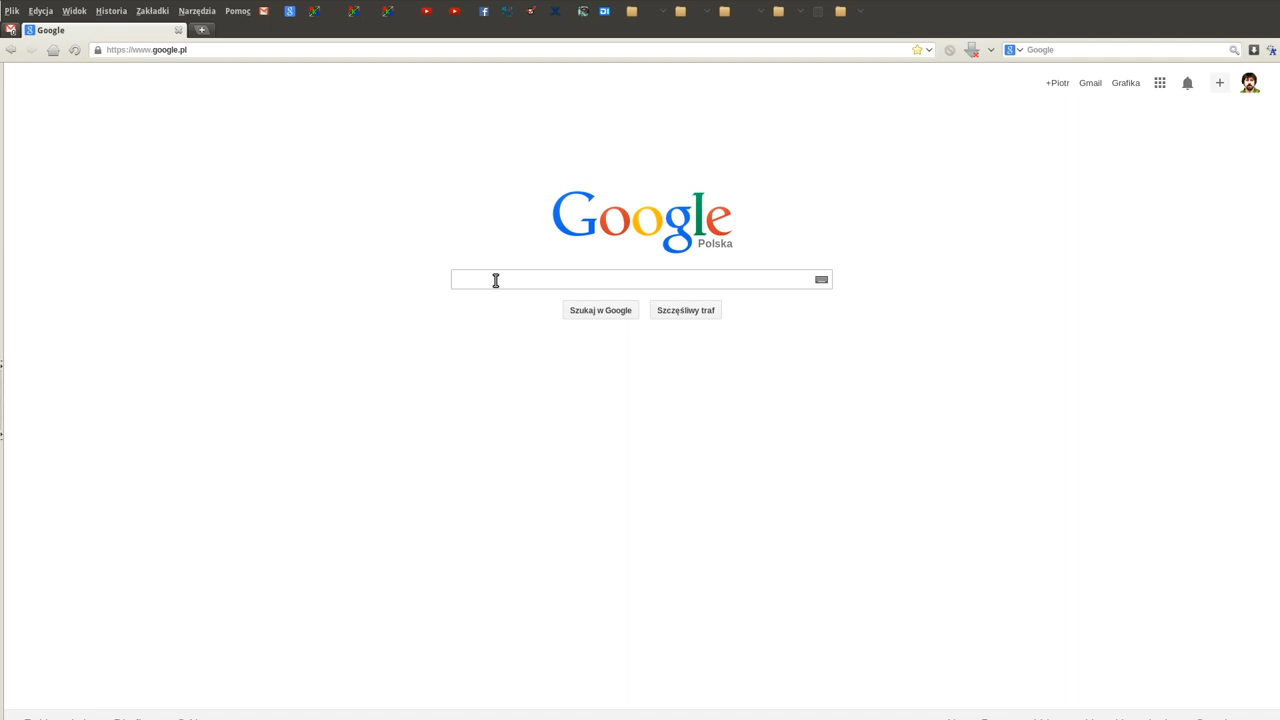 Plik Edycja Widok Historia Zakładki Narzędzia Pomoc
Google
https://www.google.pl
Google
+Piotr Gmail Grafika
Google
Polska
Szukaj w Google Szczęśliwy traf